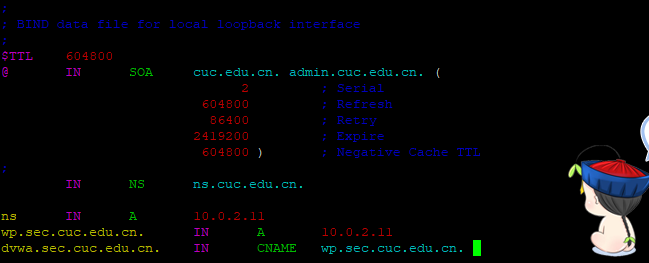 ;
; BIND data file for local loopback interface
;
$TTL 604800
@ IN SOA cuc.edu.cn. admin.cuc.edu.cn. (
2 ; Serial
604800 ; Refresh
86400 ; Retry
2419200 ; Expire
604800 ) ; Negative Cache TTL
;
IN NS ns.cuc.edu.cn.
ns IN A 10.0.2.11
wp.sec.cuc.edu.cn. IN A 10.0.2.11
dvwa.sec.cuc.edu.cn. IN CNAME wp.sec.cuc.edu.cn.